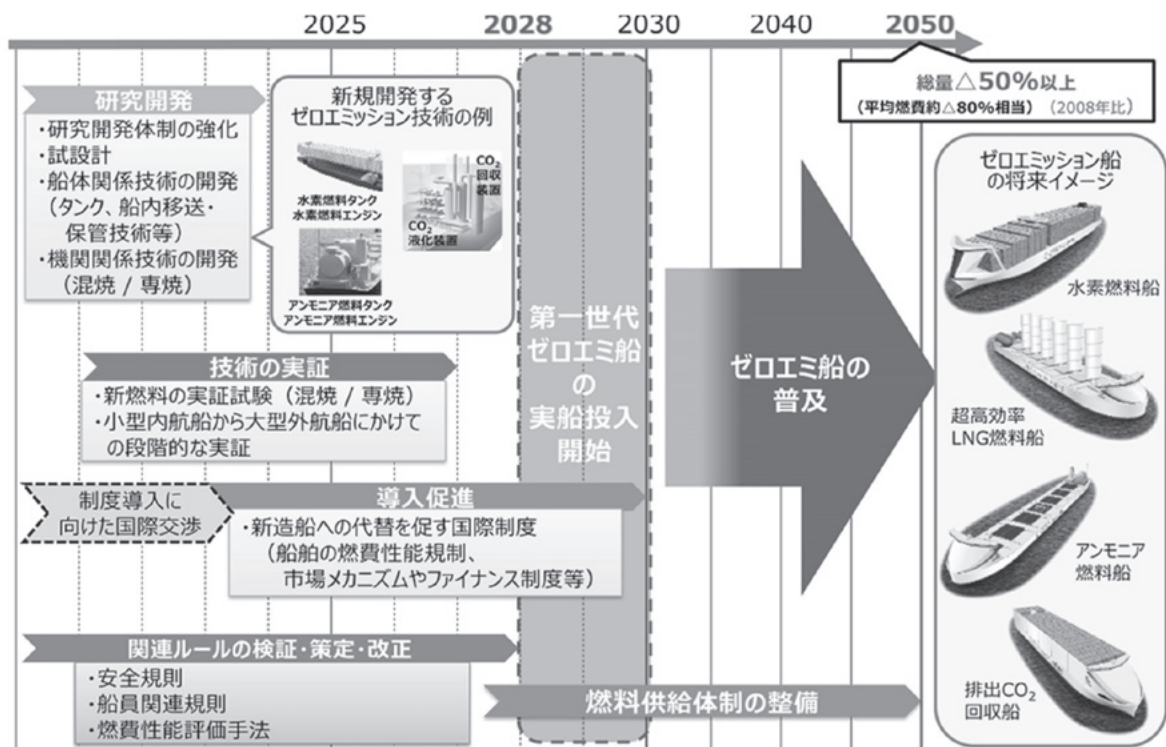 2025
2028
2030
2040
2050
総量△50%以上
(平均燃費約△80%相当) (2008年比)
研究開発
・研究開発体制の強化
・試設計
・船体関係技術の開発
(タンク、船内移送・
保管技術等)
・機関関係技術の開発
(混焼 / 専焼)
新規開発する
ゼロエミッション技術の例
水素燃料タンク
水素燃料エンジン
CO2
回収
装置
CO2
液化装置
アンモニア燃料タンク
アンモニア燃料エンジン
技術の実証
・新燃料の実証試験(混焼 / 専焼)
・小型内航船から大型外航船にかけて
の段階的な実証
制度導入に
向けた国際交渉
導入促進
・新造船への代替を促す国際制度
(船舶の燃費性能規制、
市場メカニズムやファイナンス制度等)
関連ルールの検証・策定・改正
・安全規則
・船員関連規則
・燃費性能評価手法
第一世代
ゼロエミ船
の
実船投入
開始
ゼロエミ船の
普及
燃料供給体制の整備
ゼロエミッション船
の将来イメージ
水素燃料船
超高効率
LNG燃料船
アンモニア
燃料船
排出CO2
回収船